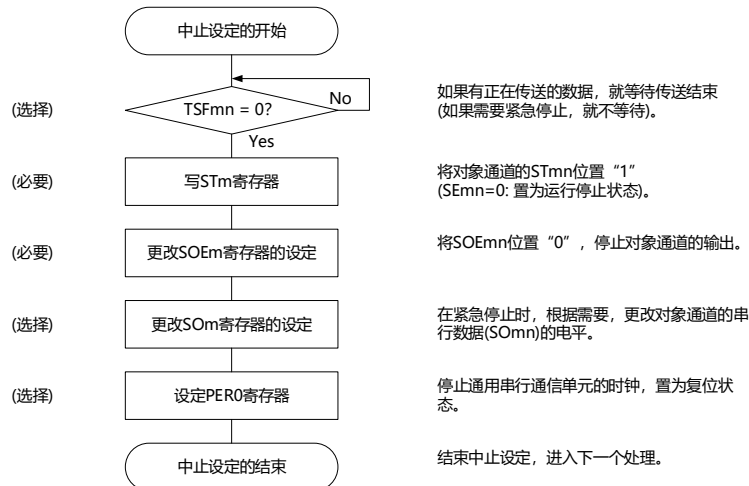 中止设定的开始
(选择)
TSFmn = 0?
No
如果有正在传送的数据，就等待传送结束
(如果需要紧急停止，就不等待)。
Yes
(必要)
写STm寄存器
将对象通道的STmn位置“1”
(SEmn=0: 置为运行停止状态)。
(必要)
更改SOEm寄存器的设定
将SOEmn位置“0”，停止对象通道的输出。
(选择)
更改SOm寄存器的设定
在紧急停止时，根据需要，更改对象通道的串
行数据(SOmn)的电平。
(选择)
设定PER0寄存器
停止通用串行通信单元的时钟，置为复位状
态。
中止设定的结束
结束中止设定，进入下一个处理。